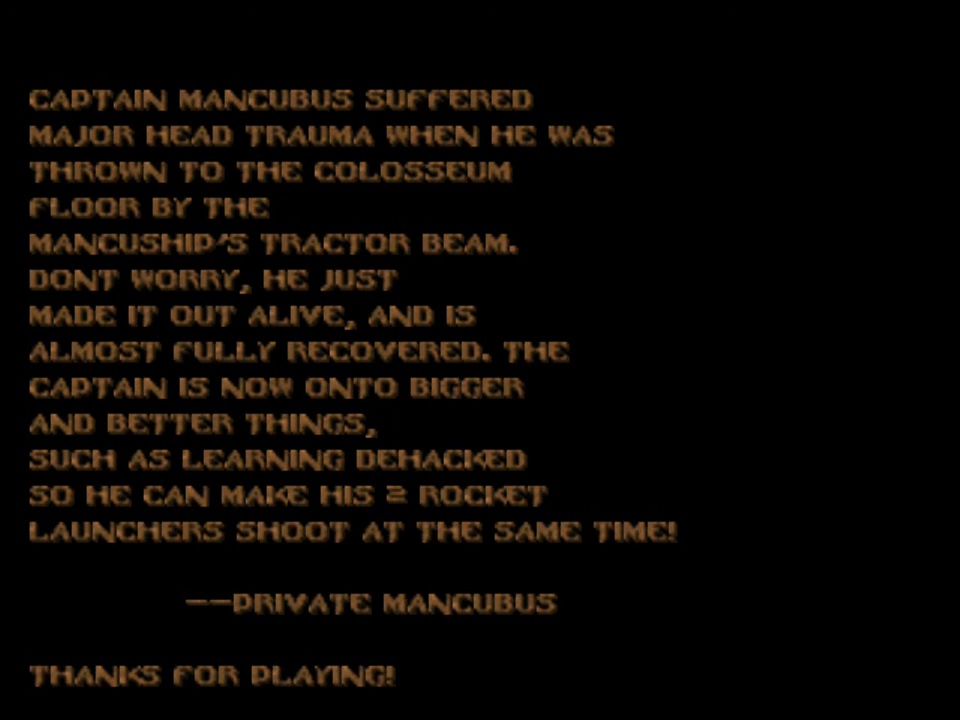 CAPTAIN MANCUBUS SUFFERED
MAJOR HEAD TRAUMA WHEN HE WAS
THROWN TO THE COLOSSEUM
FLOOR BY THE
MANCUSHIP'S TRACTOR BEAM.
DONT WORRY, HE JUST
MADE IT OUT ALIVE, AND IS
ALMOST FULLY RECOVERED. THE
CAPTAIN IS NOW ONTO BIGGER
AND BETTER THINGS,
SUCH AS LEARNING DEHACKED
SO HE CAN MAKE HIS 2 ROCKET
LAUNCHERS SHOOT AT THE SAME TIME!
--PRIVATE MANCUBUS
THANKS FOR PLAYING!